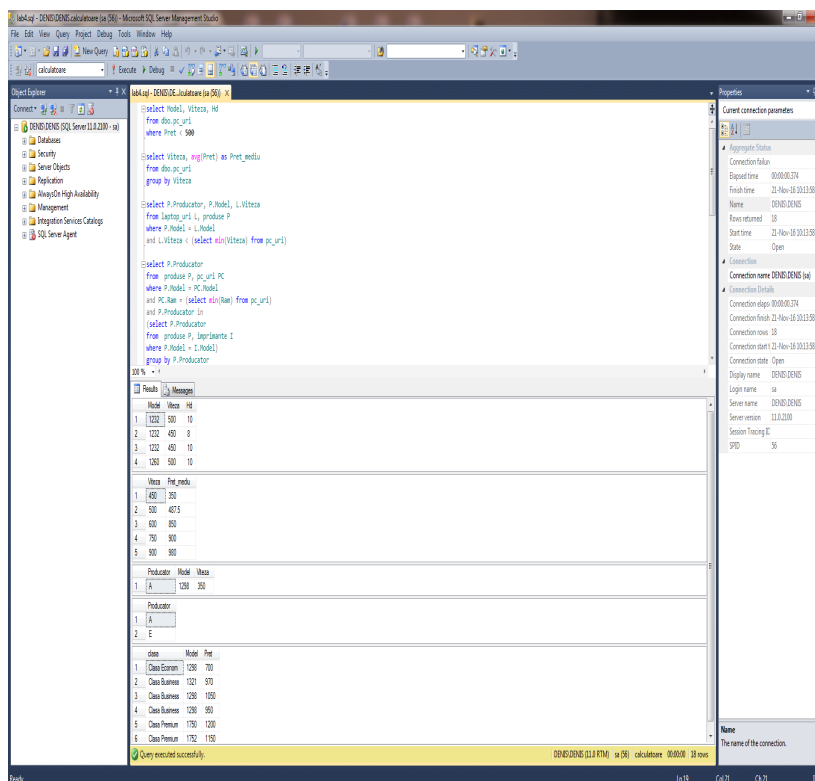 lab4.sql - DENIS\DENIS.calculatoare (sa (56)) - Microsoft SQL Server Management Studio
File Edit View Query Project Debug Tools Window Help
New Query
calculatoare Execute Debug
Object Explorer
Connect
DENIS\DENIS (SQL Server 11.0.2100 - sa)
Databases
Security
Server Objects
Replication
AlwaysOn High Availability
Management
Integration Services Catalogs
SQL Server Agent
lab4.sql - DENIS\DE...lculatoare (sa (56)) X
select Model, Viteza, Hd
from dbo.pc_uri
where Pret < 500
select Viteza, avg(Pret) as Pret_mediu
from dbo.pc_uri
group by Viteza
select P.Producator, P.Model, L.Viteza
from laptop_uri L, produse P
where P.Model = L.Model
and L.Viteza < (select min(Viteza) from pc_uri)
select P.Producator
from produse P, pc_uri PC
where P.Model = PC.Model
and PC.Ram = (select min(Ram) from pc_uri)
and P.Producator in
(select P.Producator
from produse P, imprimante I
where P.Model = I.Model)
group by P.Producator
100 %
Results Messages
Model Viteza Hd
1 1232 500 10
2 1232 450 8
3 1232 450 10
4 1260 500 10
Viteza Pret_mediu
1 450 350
2 500 487.5
3 600 850
4 750 900
5 900 980
Producator Model Viteza
1 A 1298 350
Producator
1 A
2 E
clasa Model Pret
1 Clasa Econom 1298 700
2 Clasa Business 1321 970
3 Clasa Business 1298 1050
4 Clasa Business 1298 950
5 Clasa Premium 1750 1200
6 Clasa Premium 1752 1150
Query executed successfully. DENIS\DENIS (11.0 RTM) sa (56) calculatoare 00:00:00 18 rows
Properties
Current connection parameters
Aggregate Status
Connection failure
Elapsed time 00:00:00.374
Finish time 21-Nov-16 10:13:58
Name DENIS\DENIS
Rows returned 18
Start time 21-Nov-16 10:13:58
State Open
Connection
Connection name DENIS\DENIS (sa)
Connection Details
Connection elaps 00:00:00.374
Connection finish 21-Nov-16 10:13:58
Connection rows 18
Connection start t 21-Nov-16 10:13:58
Connection state Open
Display name DENIS\DENIS
Login name sa
Server name DENIS\DENIS
Server version 11.0.2100
Session Tracing ID
SPID 56
Name
The name of the connection.
Ready Ln 19 Col 21 Ch 21